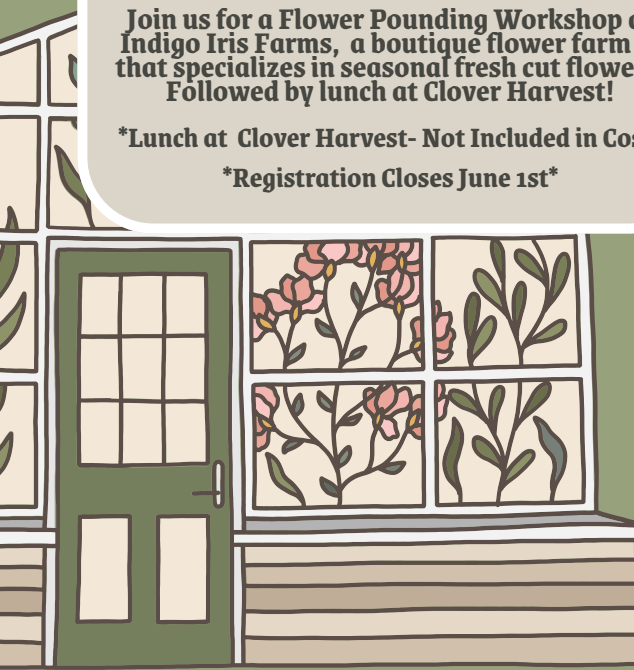 Join us for a Flower Pounding Workshop
Indigo Iris Farms, a boutique flower farm
that specializes in seasonal fresh cut
Followed by lunch at Clover Harvest!
*Lunch at Clover Harvest- Not Included in
*Registration Closes June 1st*